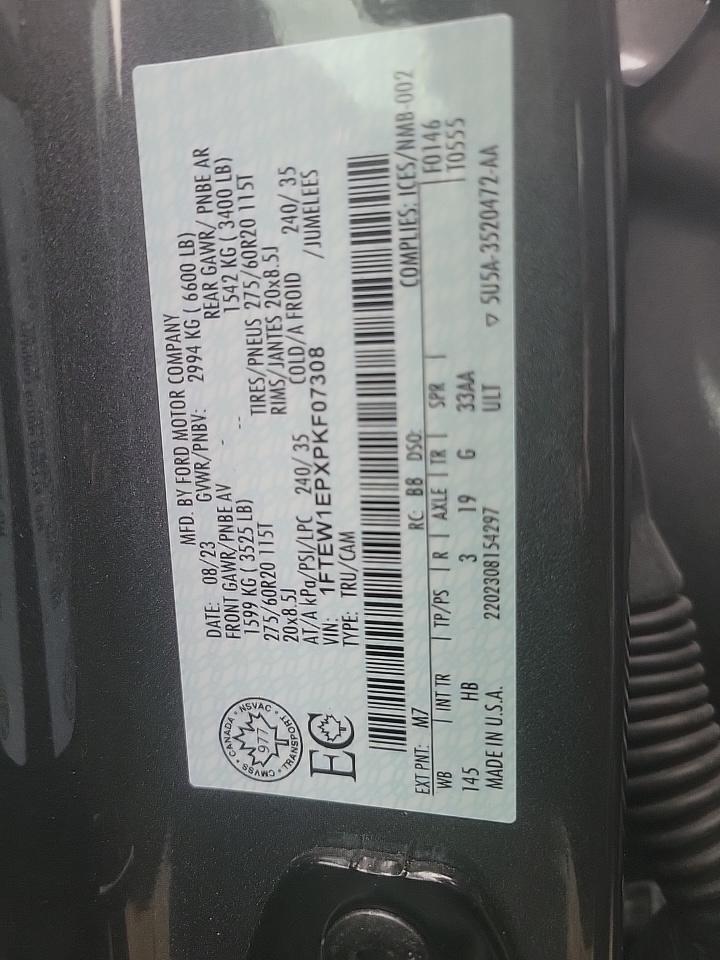 MFD. BY FORD MOTOR COMPANY
DATE: 08/23 GVWR/PNBV: 2994 KG ( 6600 LB)
FRONT GAWR/PNBE AV - REAR GAWR/ PNBE AR
1599 KG ( 3525 LB) -- 1542 KG ( 3400 LB)
275/60R20 115T TIRES/PNEUS 275/60R20 115T
20x8.5J RIMS/JANTES 20x8.5J
AT/A kPa/PSI/LPC 240/ 35 COLD/A FROID 240/ 35
VIN: 1FTEW1EPXPKF07308 /JUMELEES
TYPE: TRU/CAM
CANADA • NSVAC • TRANSPORT • CMVSS •
977
EC
COMPLIES: ICES/NMB-002
EXT PNT: M7 RC: B8 DSO: F0146
WB | INT TR | TP/PS | R | AXLE | TR | SPR | T0555
145 HB 3 19 G 33AA
MADE IN U.S.A. 2202308154297 ULT ▽ 5U5A-3520472-AA